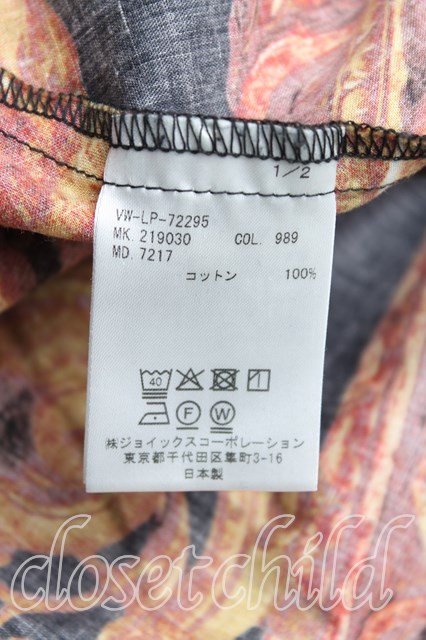 1/2
VW-LP-72295
MK. 219030 COL. 989
MD. 7217
コットン 100%
40
F W
㈱ジョイックスコーポレーション
東京都千代田区隼町3-16
日本製
closetchild